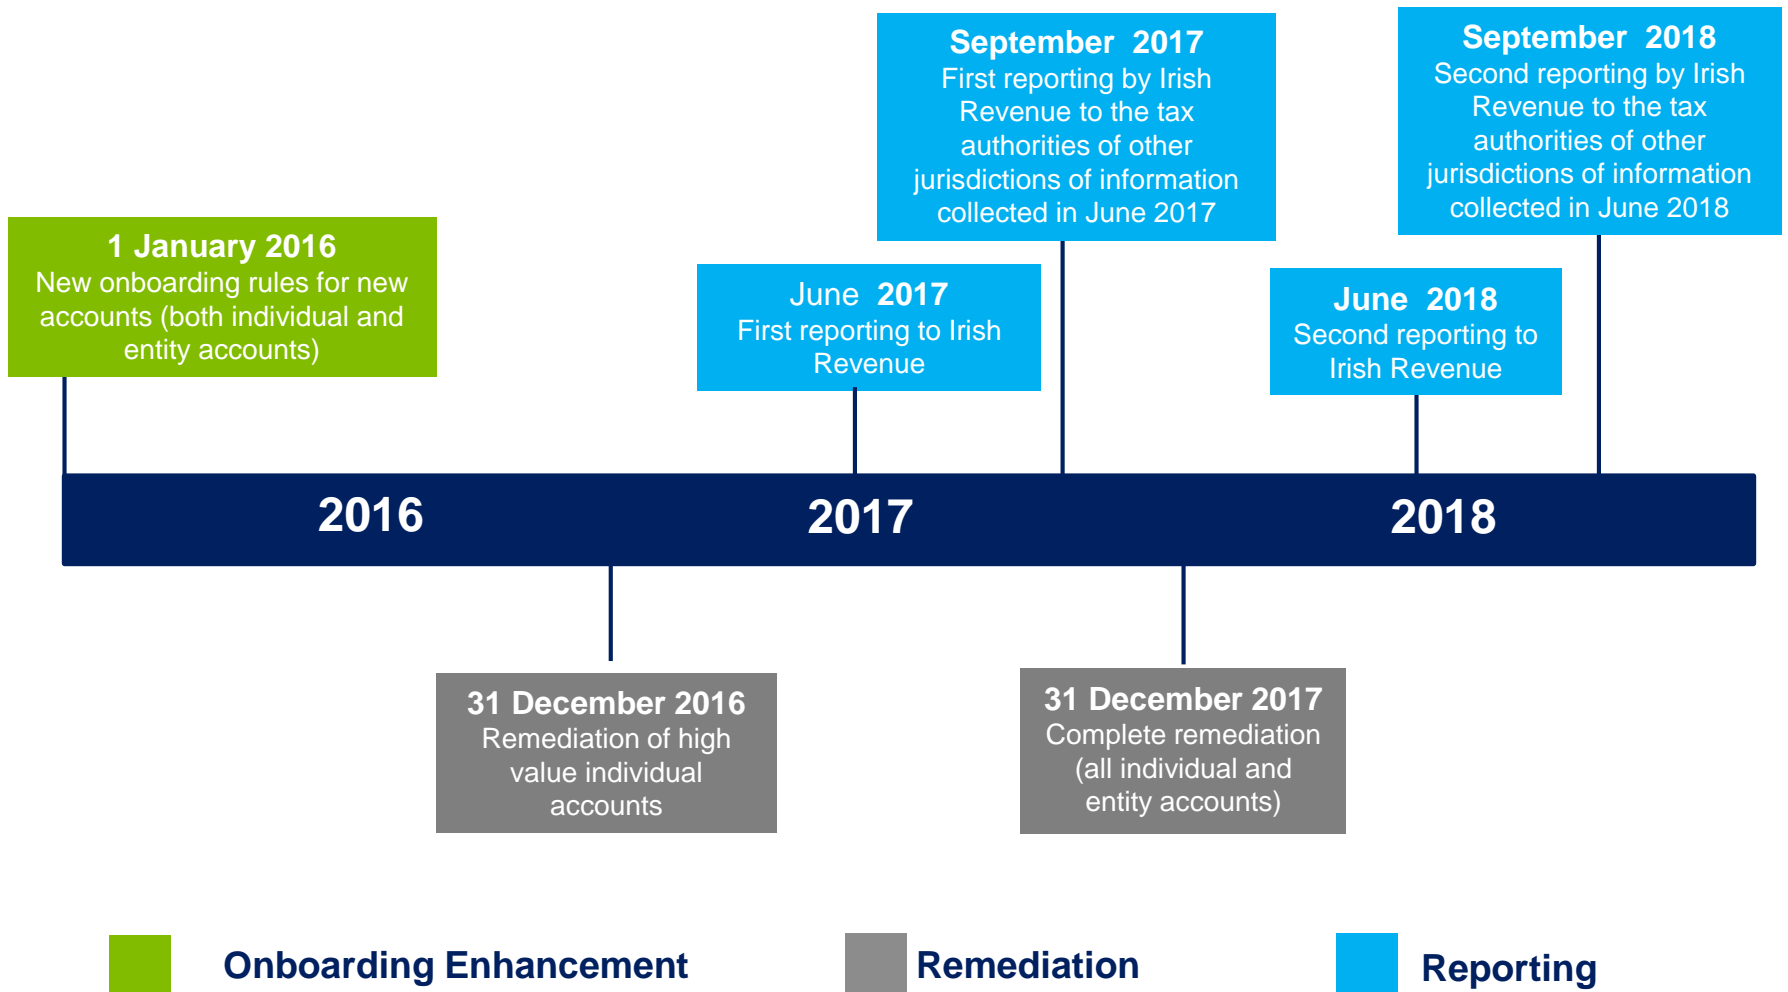 September 2017
First reporting by Irish
Revenue to the tax
authorities of other
jurisdictions of information
collected in June 2017
September 2018
Second reporting by Irish
Revenue to the tax
authorities of other
jurisdictions of information
collected in June 2018
1 January 2016
New onboarding rules for new
accounts (both individual and
entity accounts)
June 2017
First reporting to Irish
Revenue
June 2018
Second reporting to
Irish Revenue
2016
2017
2018
31 December 2016
Remediation of high
value individual
accounts
31 December 2017
Complete remediation
(all individual and
entity accounts)
Onboarding Enhancement
Remediation
Reporting